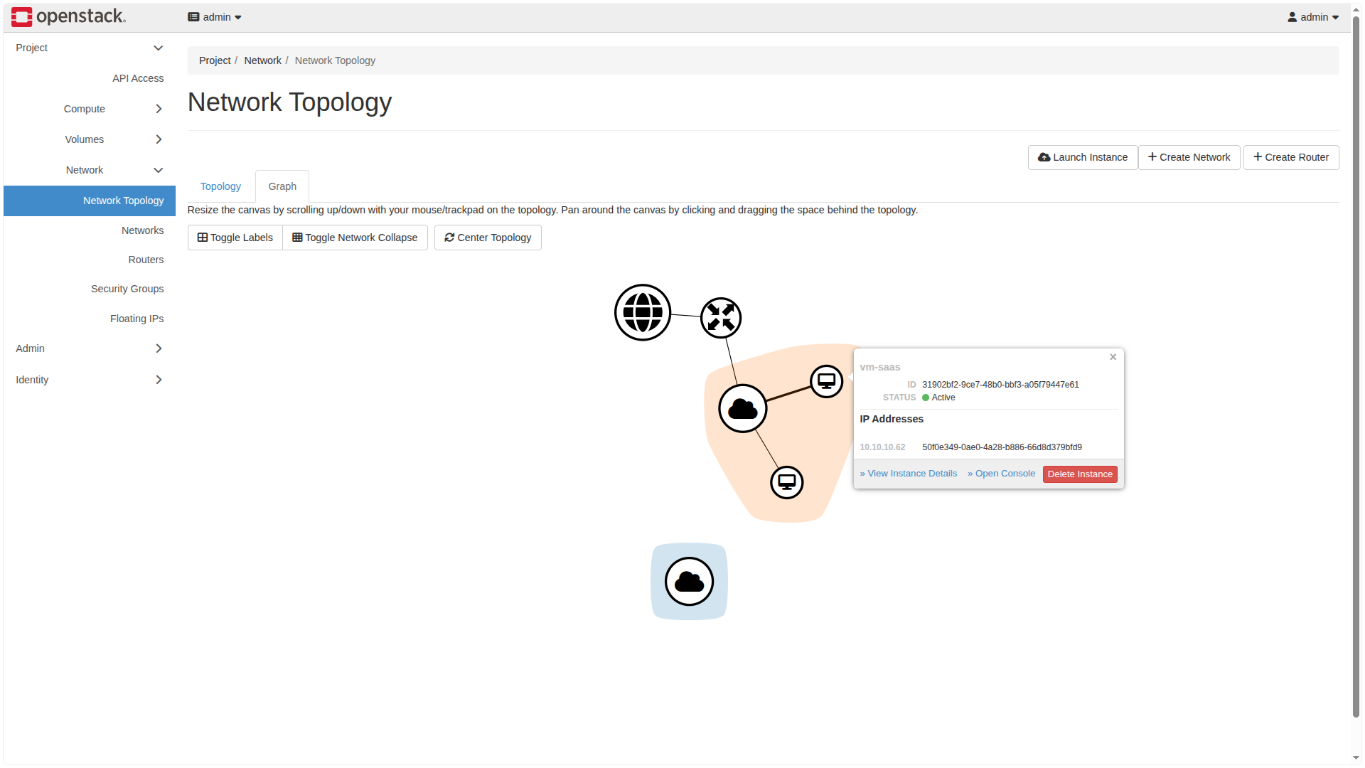 openstack.
admin
admin
Project
API Access
Compute
Volumes
Network
Network Topology
Networks
Routers
Security Groups
Floating IPs
Admin
Identity
Project / Network / Network Topology
Network Topology
Launch Instance
Create Network
Create Router
Topology
Graph
Resize the canvas by scrolling up/down with your mouse/trackpad on the topology. Pan around the canvas by clicking and dragging the space behind the topology.
Toggle Labels
Toggle Network Collapse
Center Topology
×
vm-saas
ID 31902bf2-9ce7-48b0-bbf3-a05f79447e61
STATUS Active
IP Addresses
10.10.10.62 50f0e349-0ae0-4a28-b886-66d8d379bfd9
» View Instance Details » Open Console Delete Instance